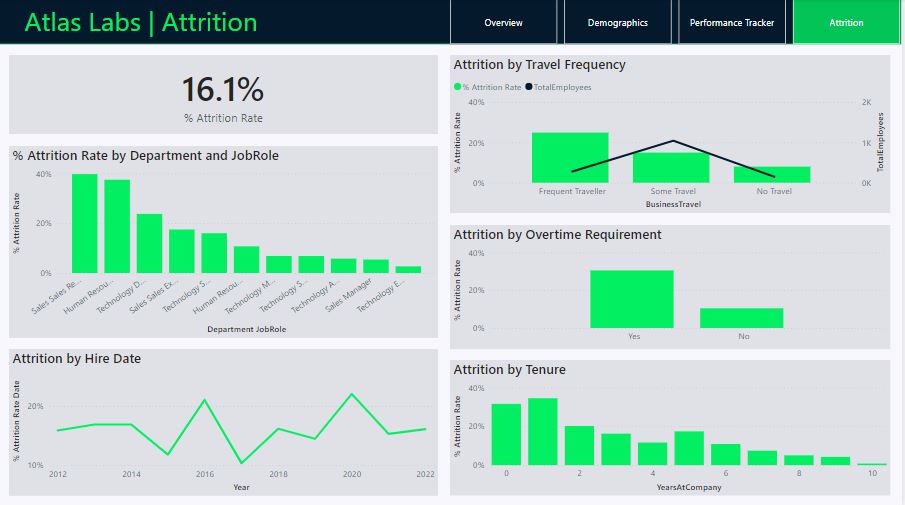 Atlas Labs | Attrition
Overview
Demographics
Performance Tracker
Attrition
16.1%
% Attrition Rate
% Attrition Rate by Department and JobRole
% Attrition Rate
40%
20%
0%
Sales Sales Re...
Human Resou...
Technology D...
Sales Sales Ex...
Technology S...
Human Resou...
Technology M...
Technology S...
Technology A...
Sales Manager
Technology E...
Department JobRole
Attrition by Hire Date
% Attrition Rate Date
20%
10%
2012 2014 2016 2018 2020 2022
Year
Attrition by Travel Frequency
% Attrition Rate TotalEmployees
% Attrition Rate
40%
20%
0%
2K
1K
0K
TotalEmployees
Frequent Traveller Some Travel No Travel
BusinessTravel
Attrition by Overtime Requirement
% Attrition Rate
40%
20%
0%
Yes No
Attrition by Tenure
% Attrition Rate
40%
20%
0%
0 2 4 6 8 10
YearsAtCompany